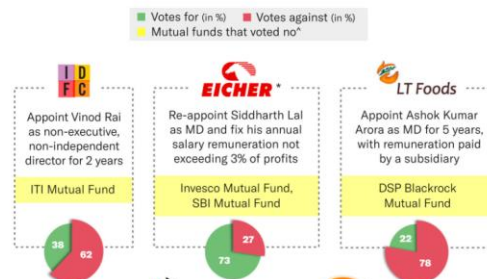 Votes for (in %) Votes against (in %)
Mutual funds that voted no^
ID
FC
Appoint Vinod Rai
as non-executive,
non-independent
director for 2 years
ITI Mutual Fund
38
62
EICHER*
Re-appoint Siddharth Lal
as MD and fix his annual
salary remuneration not
exceeding 3% of profits
Invesco Mutual Fund,
SBI Mutual Fund
27
73
LT Foods
Appoint Ashok Kumar
Arora as MD for 5 years,
with remuneration paid
by a subsidiary
DSP Blackrock
Mutual Fund
22
78